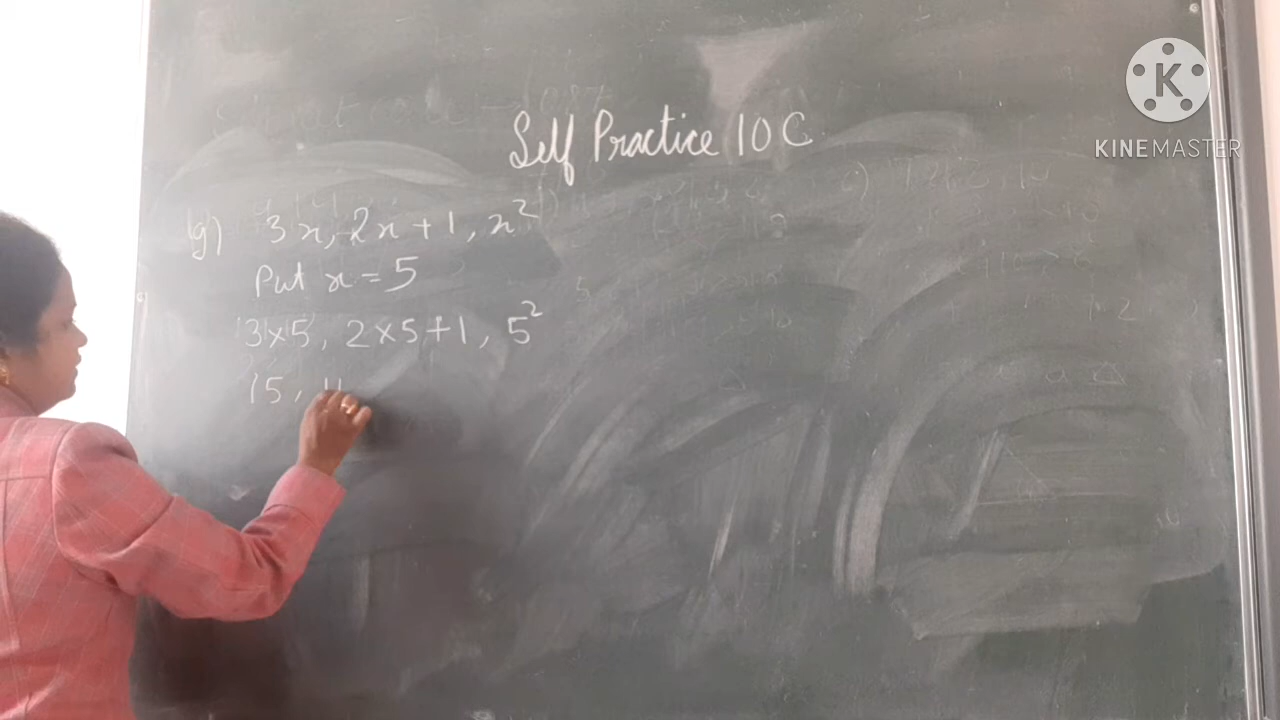 KINEMASTER
Self Practice 10 C
(g) 3x, 2x + 1, x²
Put x = 5
3×5, 2×5+1, 5²
15, 11